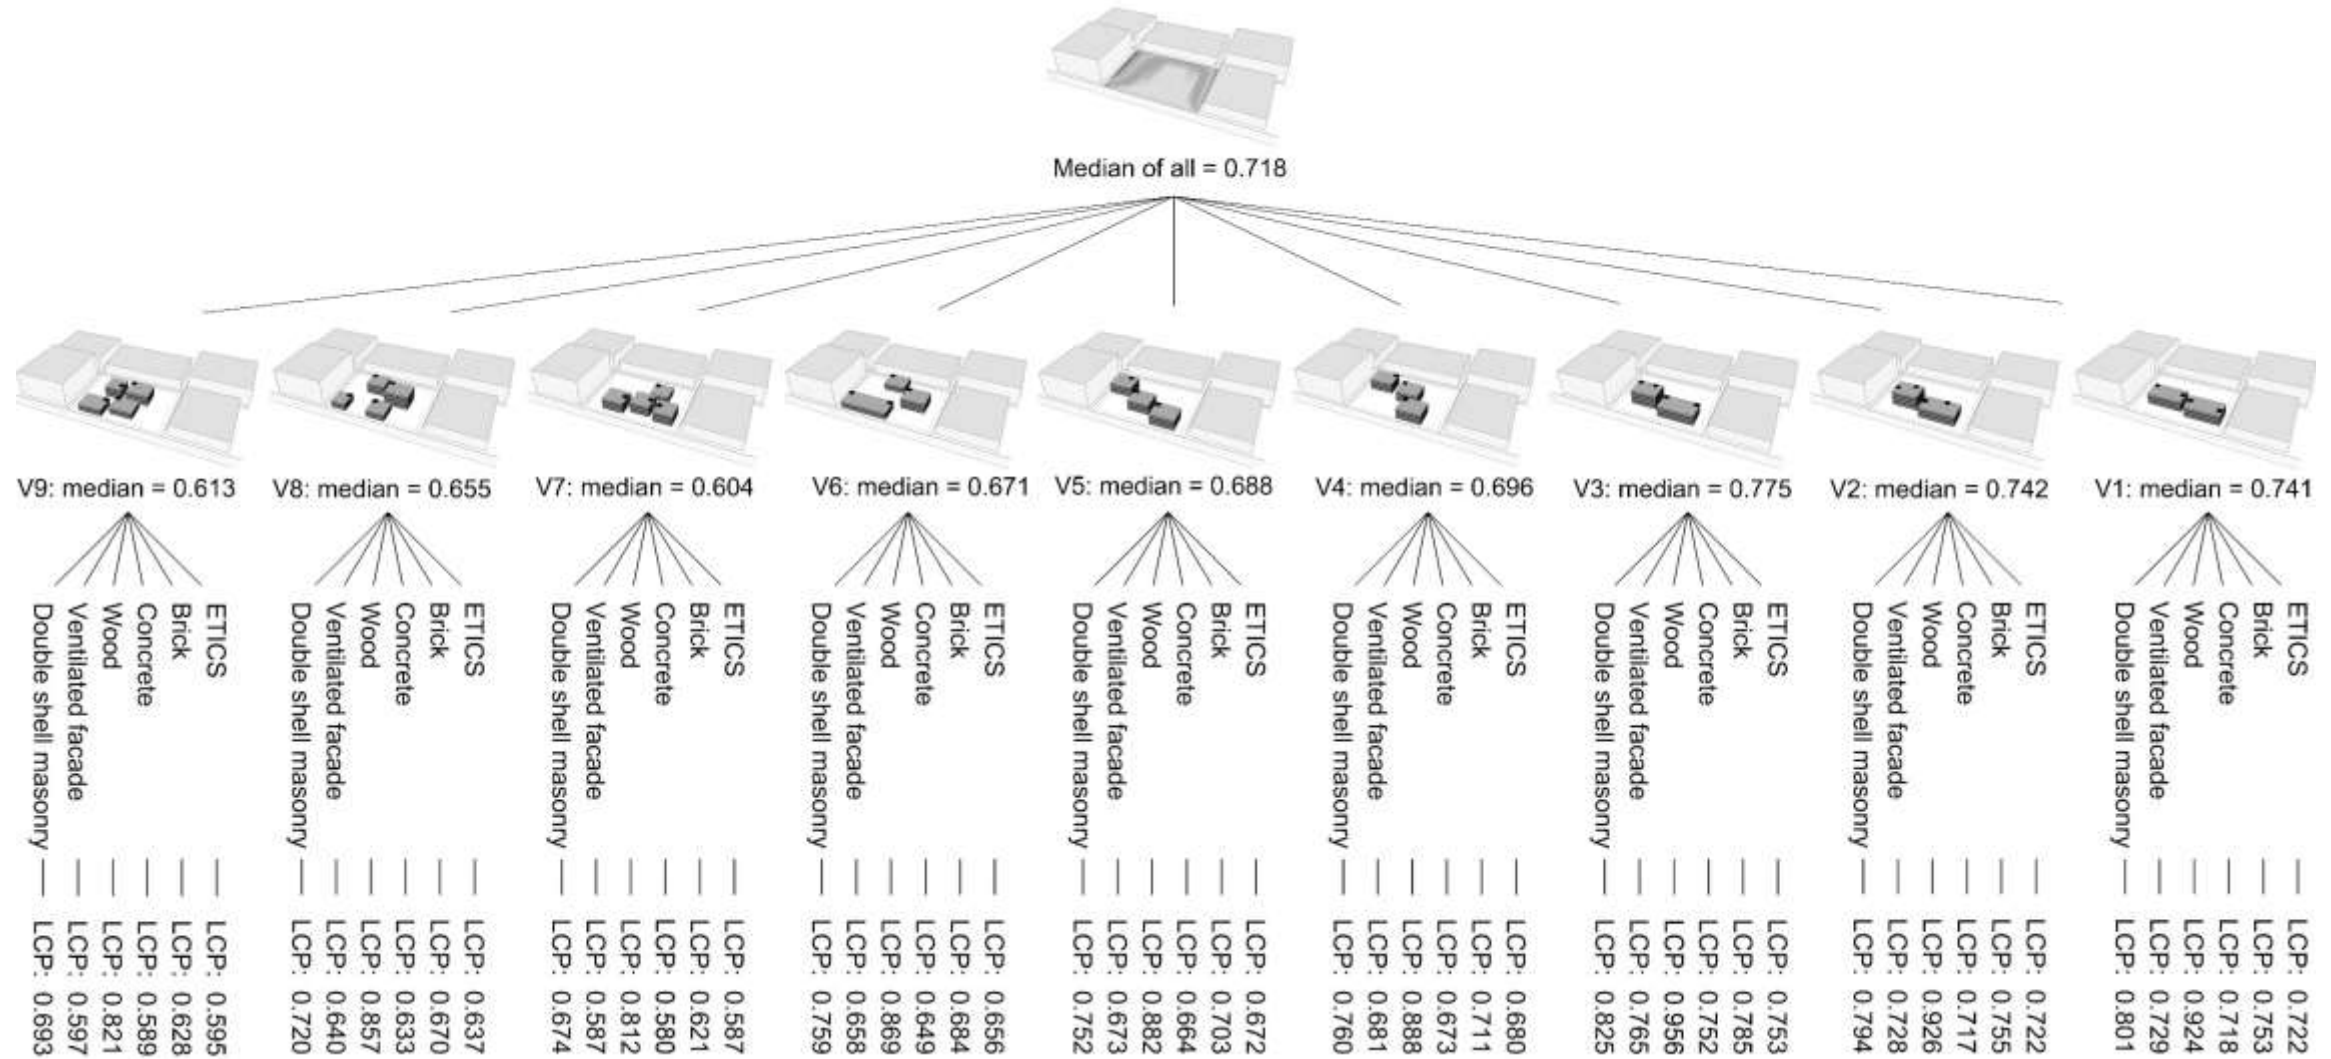 Median of all = 0.718
V9: median = 0.613
V8: median = 0.655
V7: median = 0.604
V6: median = 0.671
V5: median = 0.688
V4: median = 0.696
V3: median = 0.775
V2: median = 0.742
V1: median = 0.741
Double shell masonry — LCP: 0.693
Ventilated facade — LCP: 0.597
Wood — LCP: 0.821
Concrete — LCP: 0.589
Brick — LCP: 0.628
ETICS — LCP: 0.595
Double shell masonry — LCP: 0.720
Ventilated facade — LCP: 0.640
Wood — LCP: 0.857
Concrete — LCP: 0.633
Brick — LCP: 0.670
ETICS — LCP: 0.637
Double shell masonry — LCP: 0.674
Ventilated facade — LCP: 0.587
Wood — LCP: 0.812
Concrete — LCP: 0.580
Brick — LCP: 0.621
ETICS — LCP: 0.587
Double shell masonry — LCP: 0.759
Ventilated facade — LCP: 0.658
Wood — LCP: 0.869
Concrete — LCP: 0.649
Brick — LCP: 0.684
ETICS — LCP: 0.656
Double shell masonry — LCP: 0.752
Ventilated facade — LCP: 0.673
Wood — LCP: 0.882
Concrete — LCP: 0.664
Brick — LCP: 0.703
ETICS — LCP: 0.672
Double shell masonry — LCP: 0.760
Ventilated facade — LCP: 0.681
Wood — LCP: 0.888
Concrete — LCP: 0.673
Brick — LCP: 0.711
ETICS — LCP: 0.680
Double shell masonry — LCP: 0.825
Ventilated facade — LCP: 0.765
Wood — LCP: 0.956
Concrete — LCP: 0.752
Brick — LCP: 0.785
ETICS — LCP: 0.753
Double shell masonry — LCP: 0.794
Ventilated facade — LCP: 0.728
Wood — LCP: 0.926
Concrete — LCP: 0.717
Brick — LCP: 0.755
ETICS — LCP: 0.722
Double shell masonry — LCP: 0.801
Ventilated facade — LCP: 0.729
Wood — LCP: 0.924
Concrete — LCP: 0.718
Brick — LCP: 0.753
ETICS — LCP: 0.722